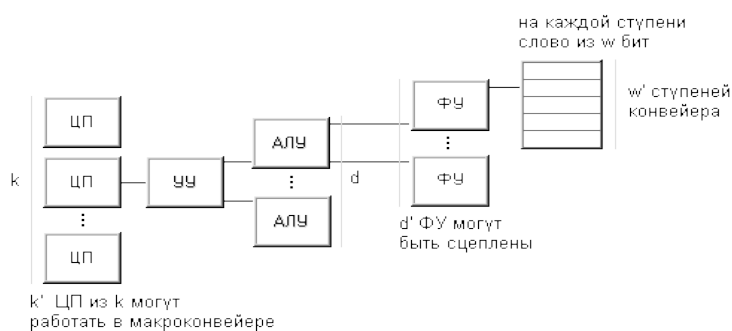 на каждой ступени
слово из w бит
w' ступеней
конвейера
ФУ
⋮
ФУ
АЛУ
⋮
АЛУ
d
ЦП
k
ЦП
УУ
⋮
ЦП
d' ФУ могут
быть сцеплены
k' ЦП из k могут
работать в макроконвейере